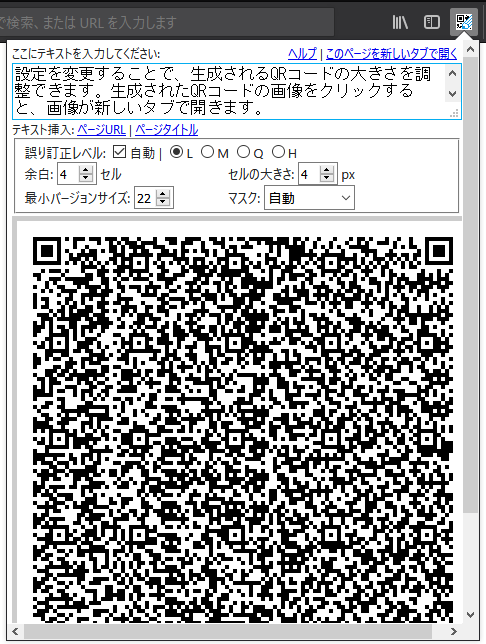 で検索、または URL を入力します
ここにテキストを入力してください:
ヘルプ | このページを新しいタブで開く
設定を変更することで、生成されるQRコードの大きさを調
整できます。生成されたQRコードの画像をクリックする
と、画像が新しいタブで開きます。
テキスト挿入: ページURL | ページタイトル
誤り訂正レベル: 自動 | L M Q H
余白: 4 セル セルの大きさ: 4 px
最小バージョンサイズ: 22 マスク: 自動